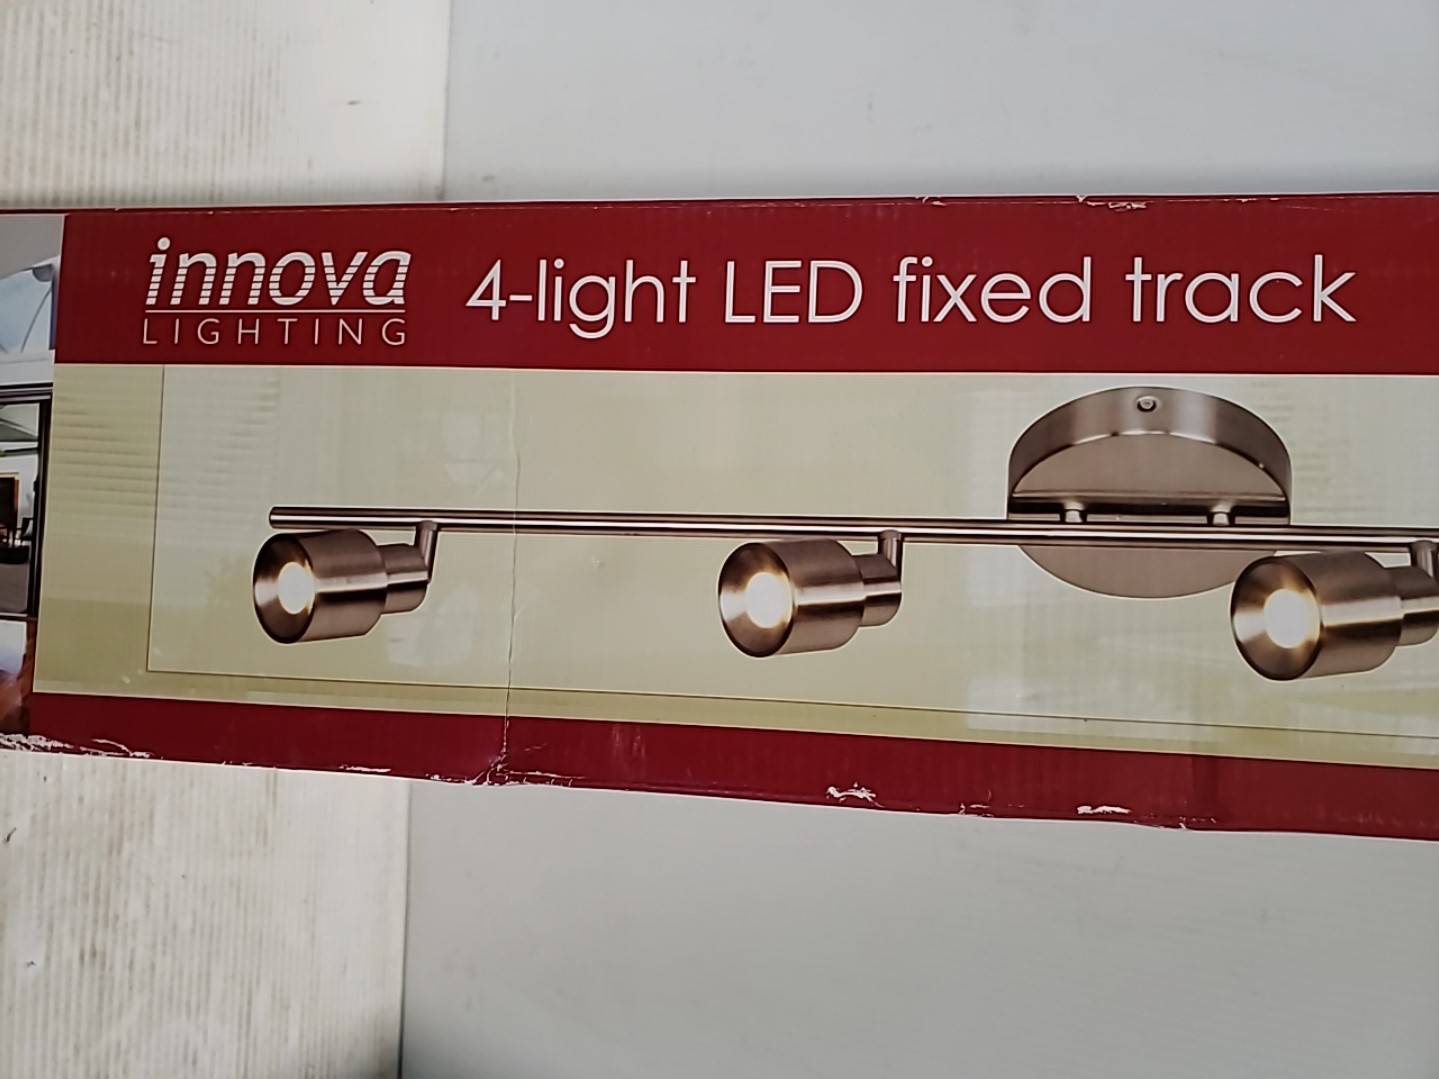 innova
LIGHTING
4-light LED fixed track